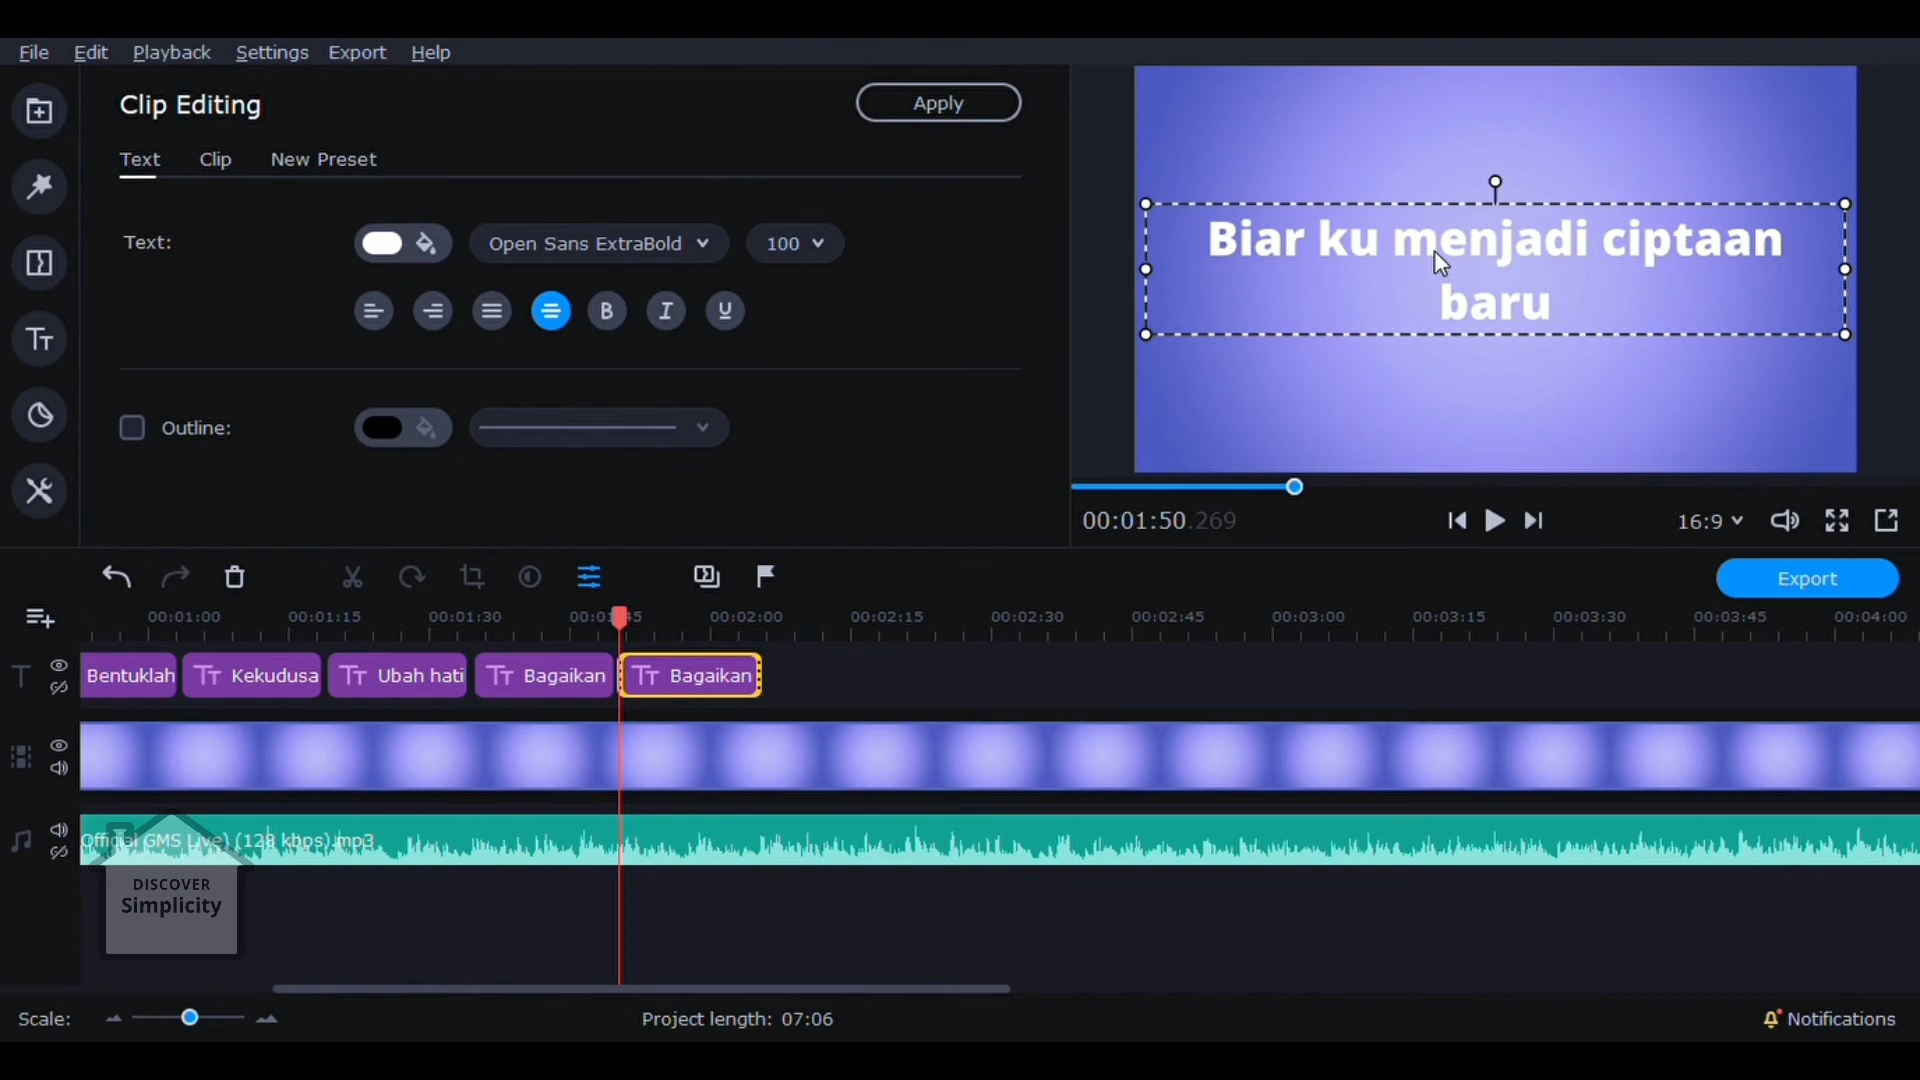 File Edit Playback Settings Export Help
Clip Editing
Apply
Text Clip New Preset
Text:
Open Sans ExtraBold
100
B I U
Outline:
Biar ku menjadi ciptaan
baru
00:01:50.269
16:9
Export
00:01:00 00:01:15 00:01:30 00:01:45 00:02:00 00:02:15 00:02:30 00:02:45 00:03:00 00:03:15 00:03:30 00:03:45 00:04:00
Bentuklah Kekudusa Ubah hati Bagaikan Bagaikan
Official GMS Live) (128 kbps).mp3
DISCOVER
Simplicity
Scale:
Project length: 07:06
Notifications